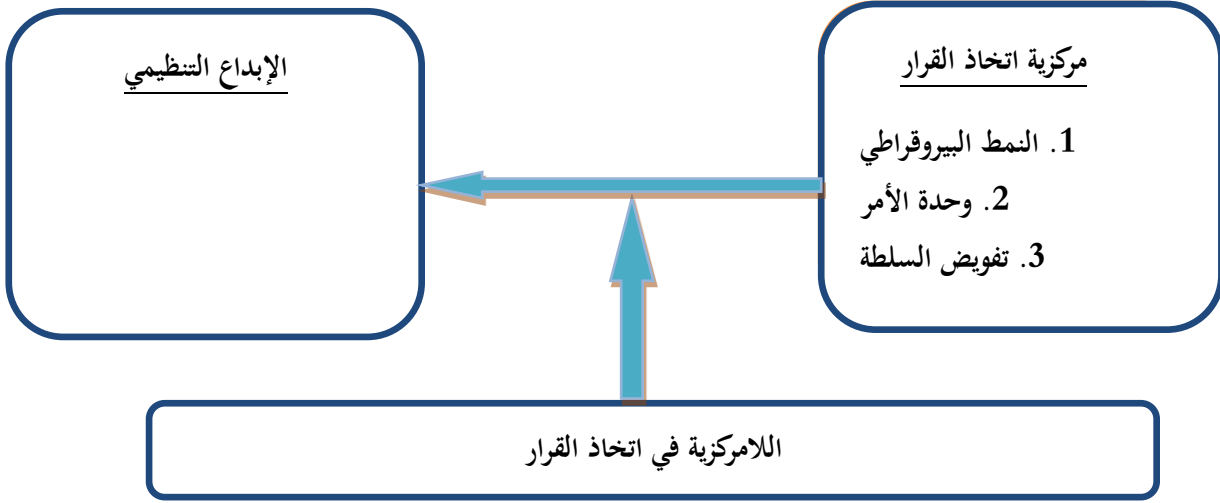 مركزية اتخاذ القرار
1. النمط البيروقراطي
2. وحدة الأمر
3. تفويض السلطة
الإبداع التنظيمي
اللامركزية في اتخاذ القرار